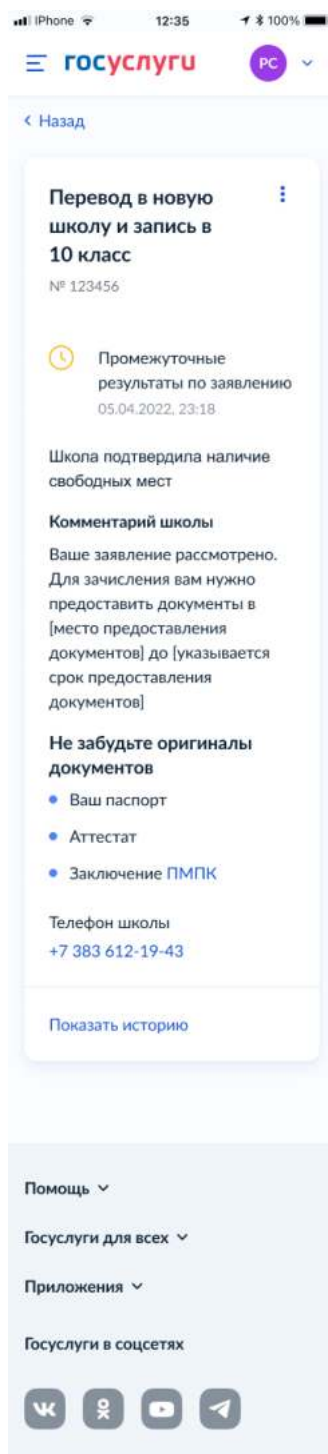 iPhone 12:35 100%
госуслуги РС
Назад
Перевод в новую
школу и запись в
10 класс
№ 123456
Промежуточные
результаты по заявлению
05.04.2022, 23:18
Школа подтвердила наличие
свободных мест
Комментарий школы
Ваше заявление рассмотрено.
Для зачисления вам нужно
предоставить документы в
[место предоставления
документов] до [указывается
срок предоставления
документов]
Не забудьте оригиналы
документов
Ваш паспорт
Аттестат
Заключение ПМПК
Телефон школы
+7 383 612-19-43
Показать историю
Помощь
Госуслуги для всех
Приложения
Госуслуги в соцсетях